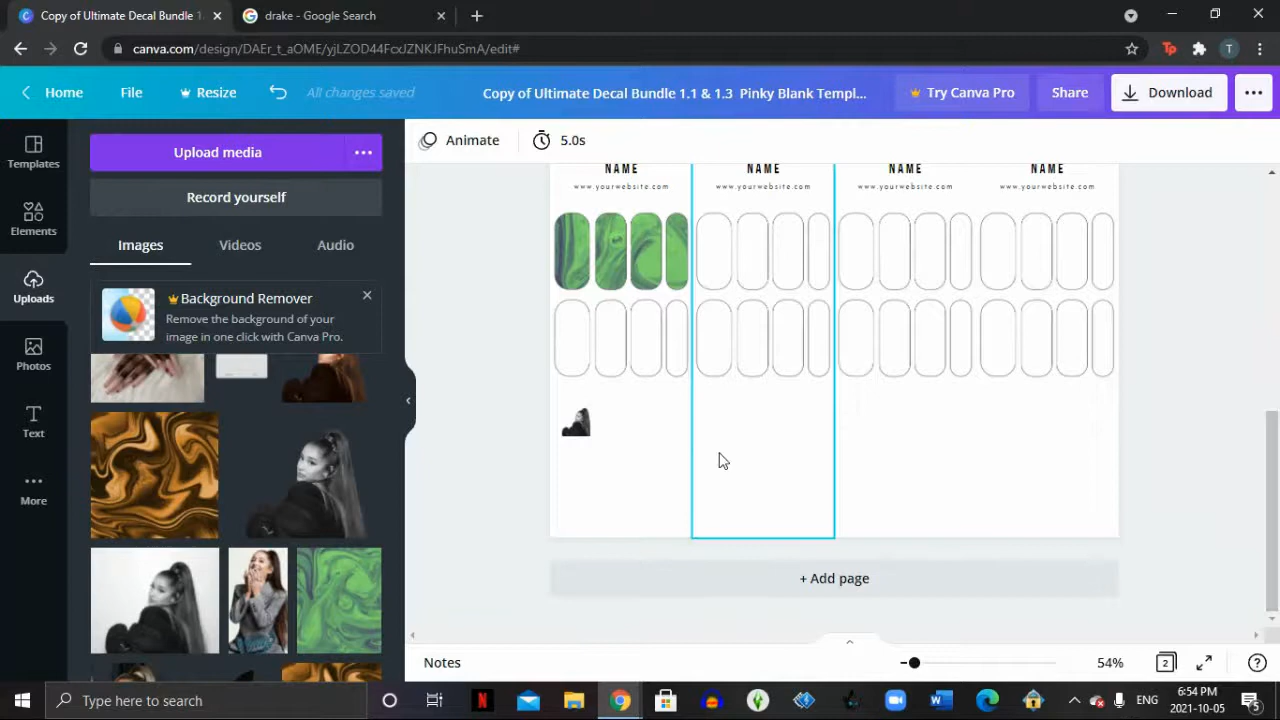 Copy of Ultimate Decal Bundle 1.
drake - Google Search
canva.com/design/DAEr_t_aOME/yjLZOD44FcxJZNKJFhuSmA/edit#
T
Home
File
Resize
All changes saved
Copy of Ultimate Decal Bundle 1.1 & 1.3 Pinky Blank Templ...
Try Canva Pro
Share
Download
Templates
Elements
Uploads
Photos
Text
More
Upload media
Record yourself
Images
Videos
Audio
Background Remover
Remove the background of your
image in one click with Canva Pro.
Animate
5.0s
NAME NAME NAME NAME
www.yourwebsite.com www.yourwebsite.com www.yourwebsite.com www.yourwebsite.com
+ Add page
Notes
54%
2
Type here to search
ENG
6:54 PM
2021-10-05
5